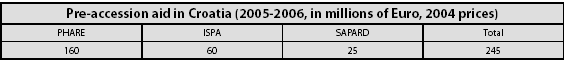 Pre-accession aid in Croatia (2005-2006, in millions of Euro, 2004 prices)
PHARE ISPA SAPARD Total
160 60 25 245